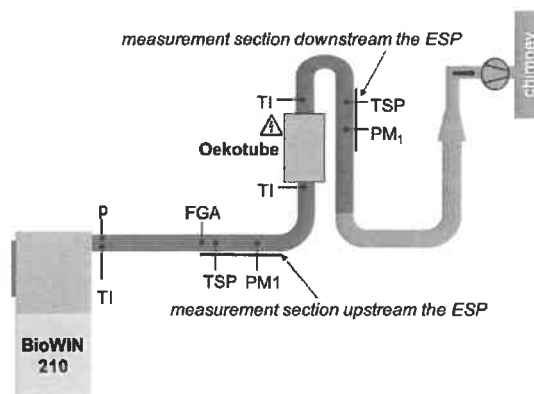 measurement section downstream the ESP
chimney
TI
TSP
Oekotube
PM1
TI
p
FGA
TI
TSP
PM1
measurement section upstream the ESP
BioWIN
210